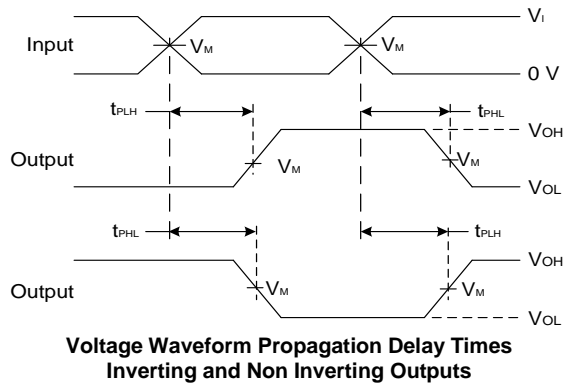 VI
Input
VM
VM
0 V
tPLH
tPHL
VOH
Output
VM
VM
VOL
tPHL
tPLH
VOH
Output
VM
VM
VOL
Voltage Waveform Propagation Delay Times
Inverting and Non Inverting Outputs